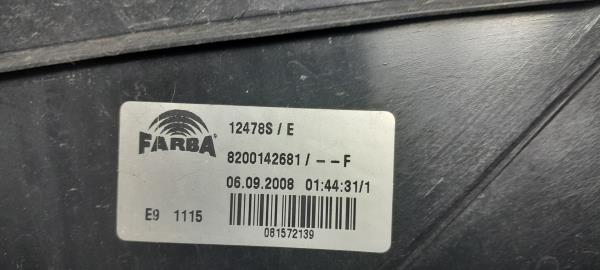 FARBA
12478S / E
8200142681 / – – F
06.09.2008 01:44:31/1
E9 1115
081572139